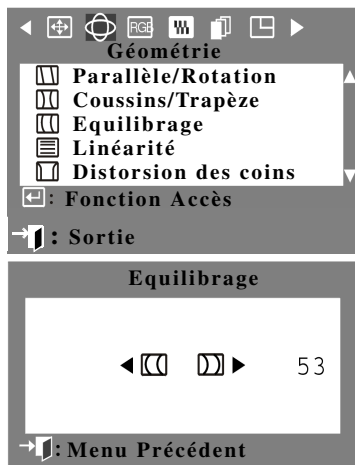 RGB
Géométrie
Parallèle/Rotation
Coussins/Trapèze
Equilibrage
Linéarité
Distorsion des coins
: Fonction Accès
: Sortie
Equilibrage
53
: Menu Précédent